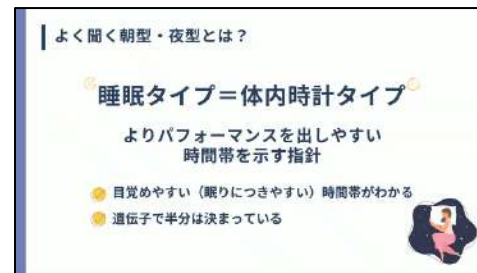 よく聞く朝型・夜型とは？
睡眠タイプ＝体内時計タイプ
よりパフォーマンスを出しやすい
時間帯を示す指針
目覚めやすい（眠りにつきやすい）時間帯がわかる
遺伝子で半分は決まっている